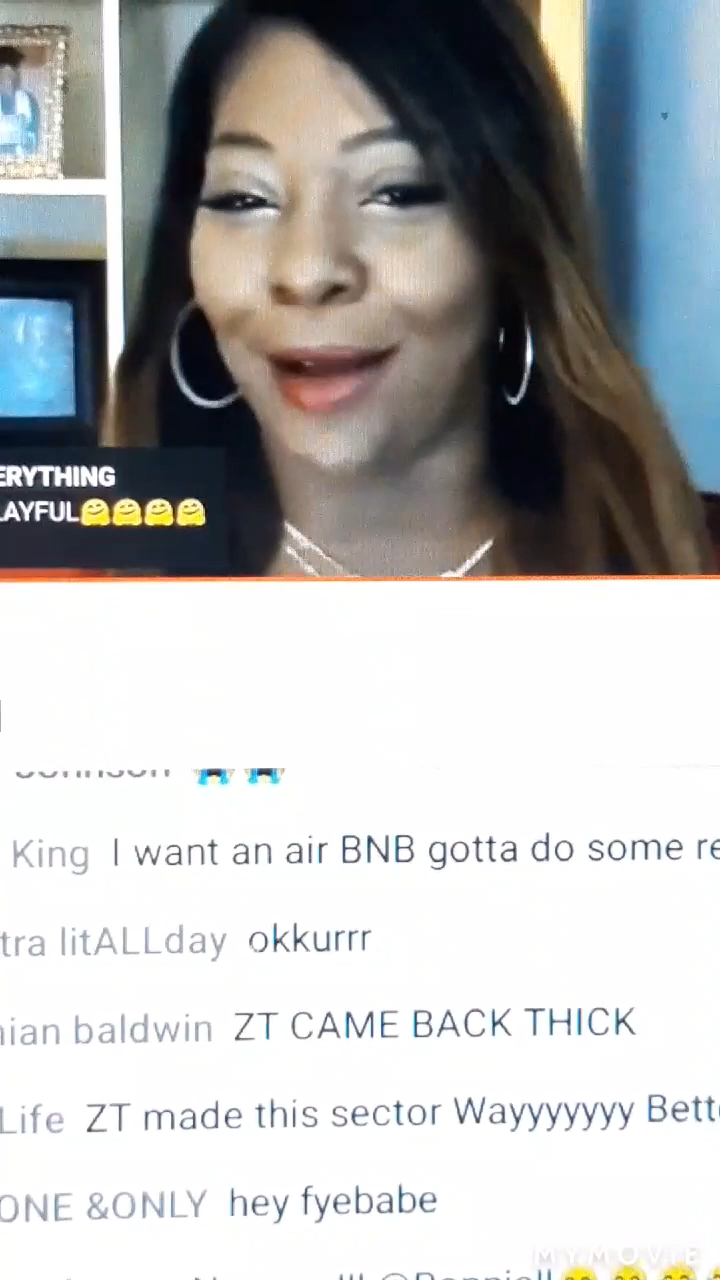 ERYTHING
LAYFUL🤗🤗🤗🤗
King I want an air BNB gotta do some re
tra litALLday okkurrr
nian baldwin ZT CAME BACK THICK
Life ZT made this sector Wayyyyyyy Bett
ONE &ONLY hey fyebabe
MYMOVIE